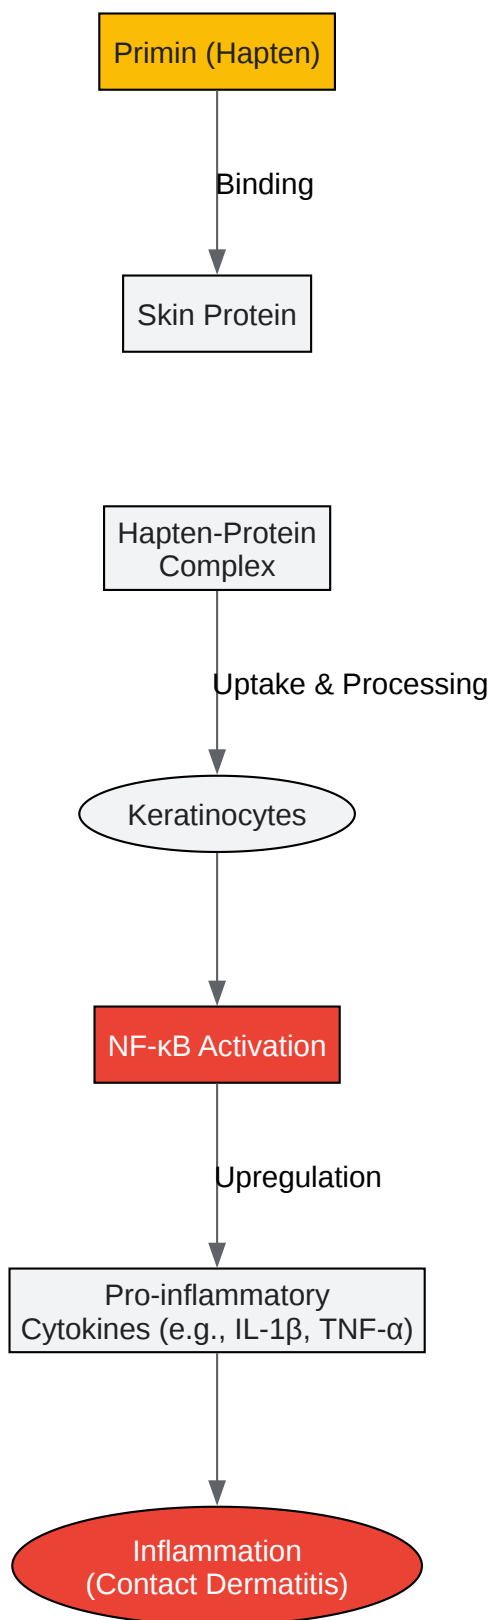 Primin (Hapten)
Binding
Skin Protein
Hapten-Protein
Complex
Uptake & Processing
Keratinocytes
NF-κB Activation
Upregulation
Pro-inflammatory
Cytokines (e.g., IL-1β, TNF-α)
Inflammation
(Contact Dermatitis)